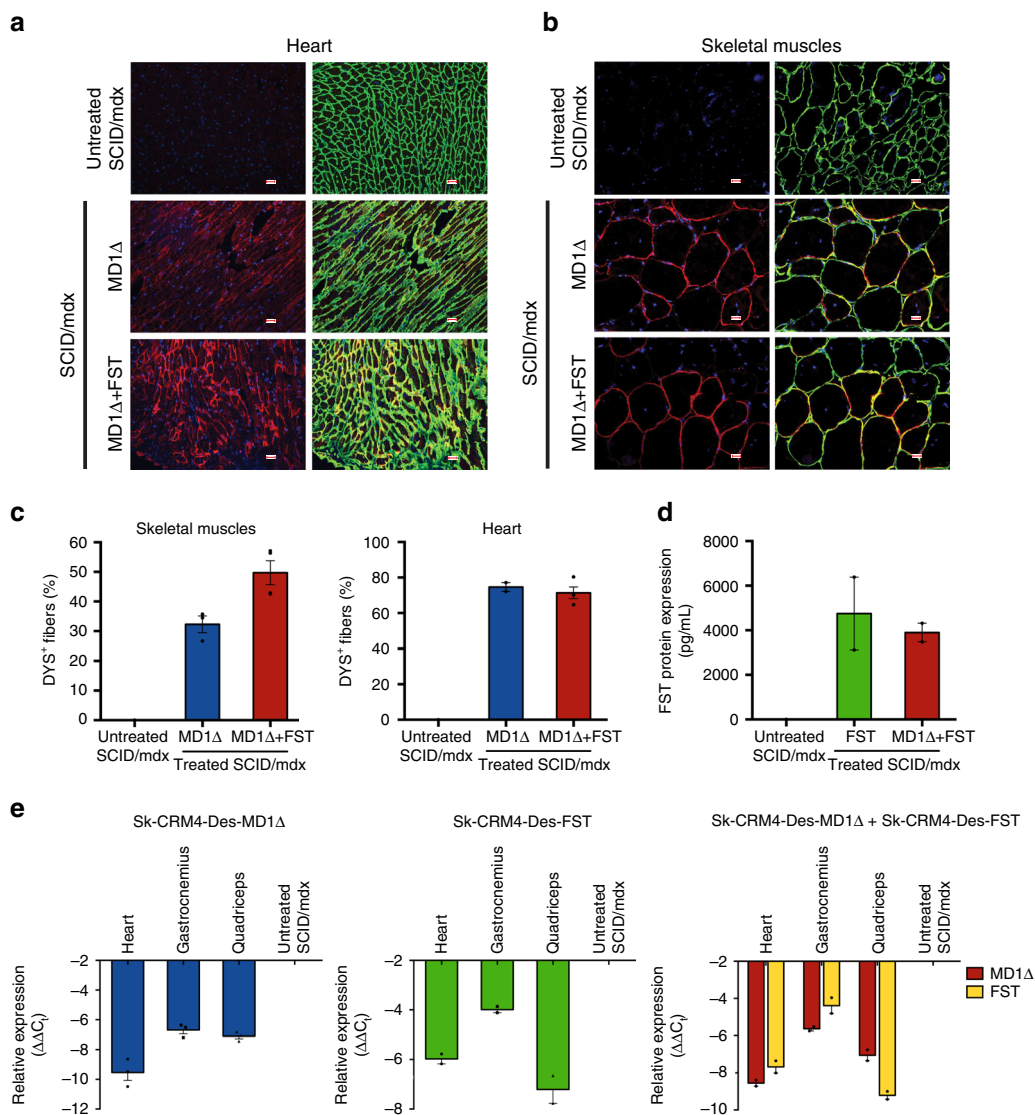 a
Heart
Untreated
SCID/mdx
SCID/mdx
MD1Δ
MD1Δ+FST
b
Skeletal muscles
Untreated
SCID/mdx
SCID/mdx
MD1Δ
MD1Δ+FST
c
Skeletal muscles
DYS+ fibers (%)
60
50
40
30
20
10
0
Untreated
SCID/mdx
MD1Δ
MD1Δ+FST
Treated SCID/mdx
Heart
DYS+ fibers (%)
100
80
60
40
20
0
Untreated
SCID/mdx
MD1Δ
MD1Δ+FST
Treated SCID/mdx
d
FST protein expression
(pg/mL)
8000
6000
4000
2000
0
Untreated
SCID/mdx
FST
MD1Δ+FST
Treated SCID/mdx
e
Sk-CRM4-Des-MD1Δ
Heart
Gastrocnemius
Quadriceps
Untreated
SCID/mdx
Relative expression
(ΔΔCt)
−2
−4
−6
−8
−10
−12
Sk-CRM4-Des-FST
Heart
Gastrocnemius
Quadriceps
Untreated
SCID/mdx
Relative expression
(ΔΔCt)
−2
−4
−6
−8
Sk-CRM4-Des-MD1Δ + Sk-CRM4-Des-FST
Heart
Gastrocnemius
Quadriceps
Untreated
SCID/mdx
Relative expression
(ΔΔCt)
−2
−4
−6
−8
−10
MD1Δ
FST